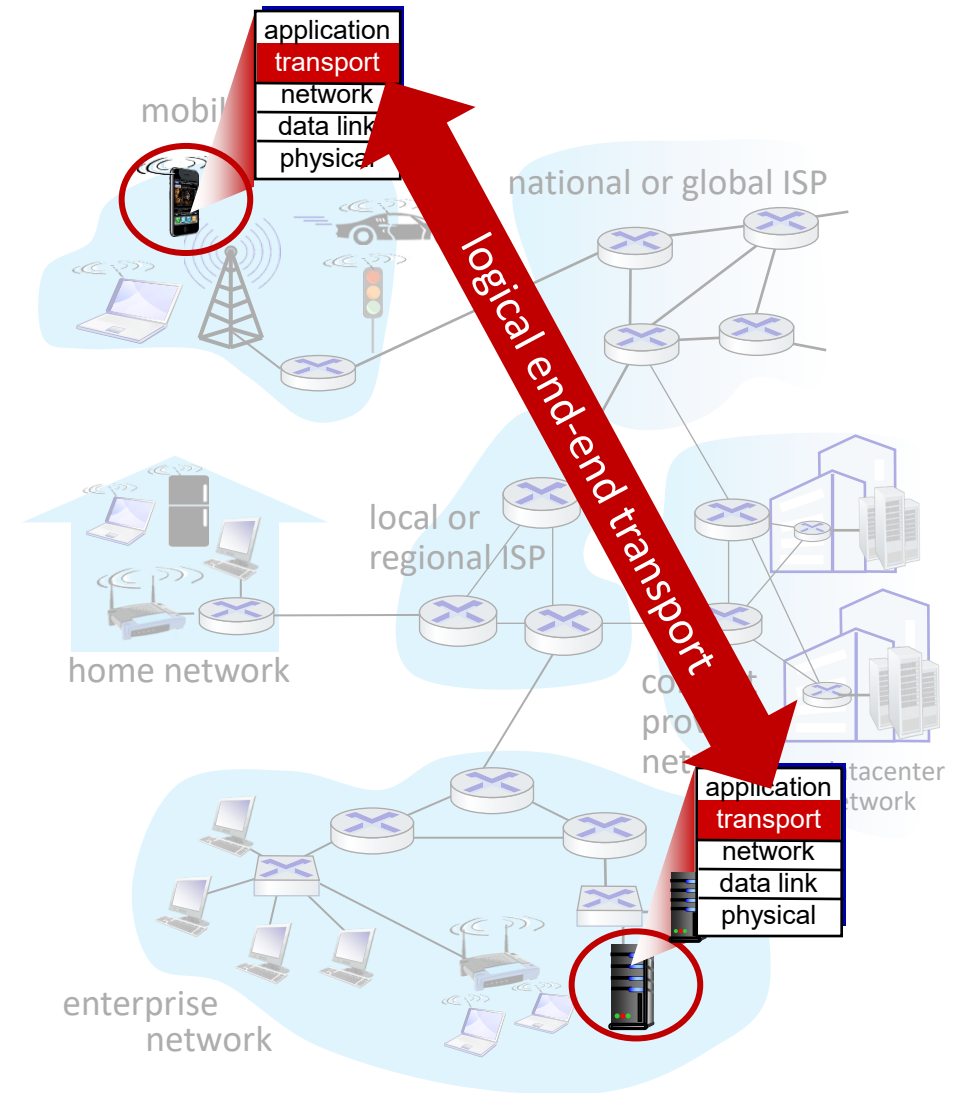 application
transport
network
data link
physical
mobil
national or global ISP
logical end-end transport
local or
regional ISP
home network
application
transport
network
data link
physical
enterprise
network